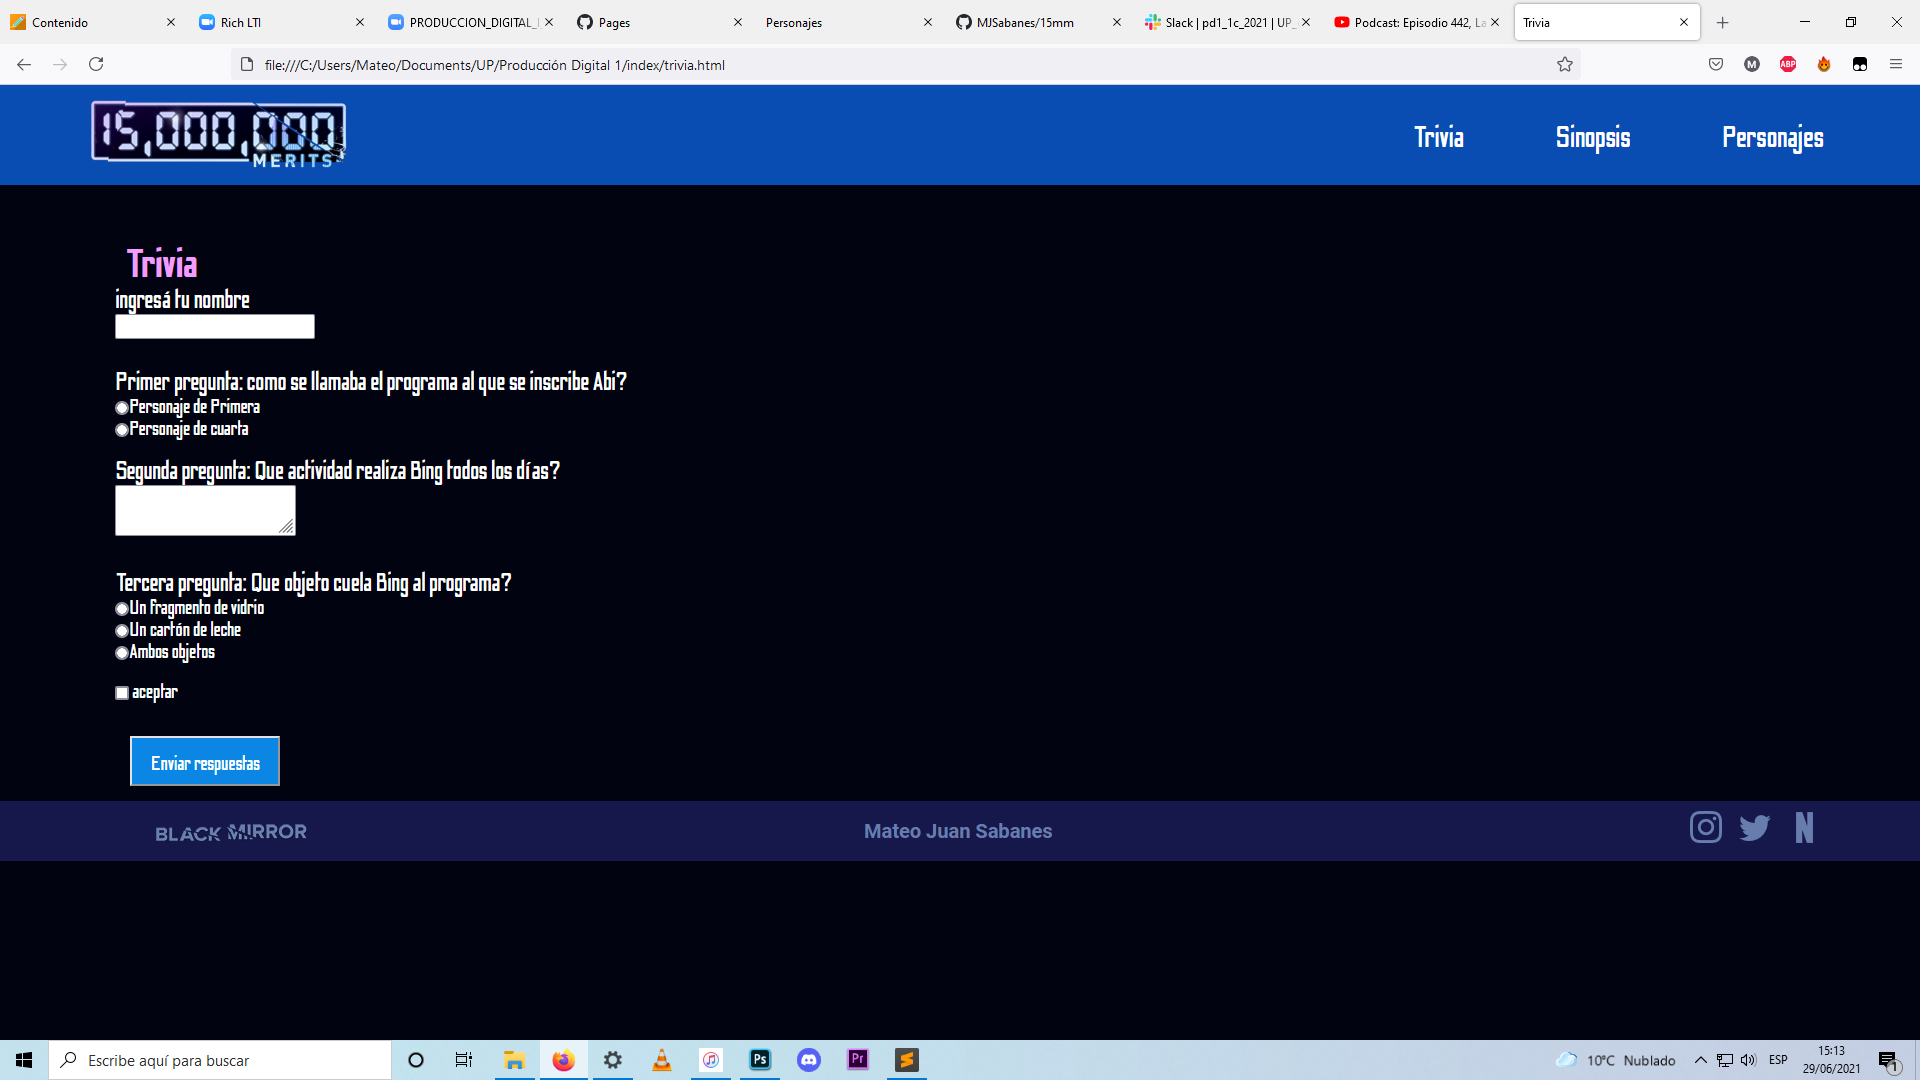 Contenido
Rich LTI
PRODUCCION_DIGITAL_
Pages
Personajes
MJSabanes/15mm
Slack | pd1_1c_2021 | UP_
Podcast: Episodio 442, La
Trivia
file:///C:/Users/Mateo/Documents/UP/Producción Digital 1/index/trivia.html
M
ABP
15,000,000
MERITS
Trivia
Sinopsis
Personajes
Trivia
ingresá tu nombre
Primer pregunta: como se llamaba el programa al que se inscribe Abi?
Personaje de Primera
Personaje de cuarta
Segunda pregunta: Que actividad realiza Bing todos los días?
Tercera pregunta: Que objeto cuela Bing al programa?
Un fragmento de vidrio
Un cartón de leche
Ambos objetos
aceptar
Enviar respuestas
BLACK MIRROR
Mateo Juan Sabanes
N
Escribe aquí para buscar
Ps
Pr
10°C Nublado
ESP
15:13
29/06/2021
1